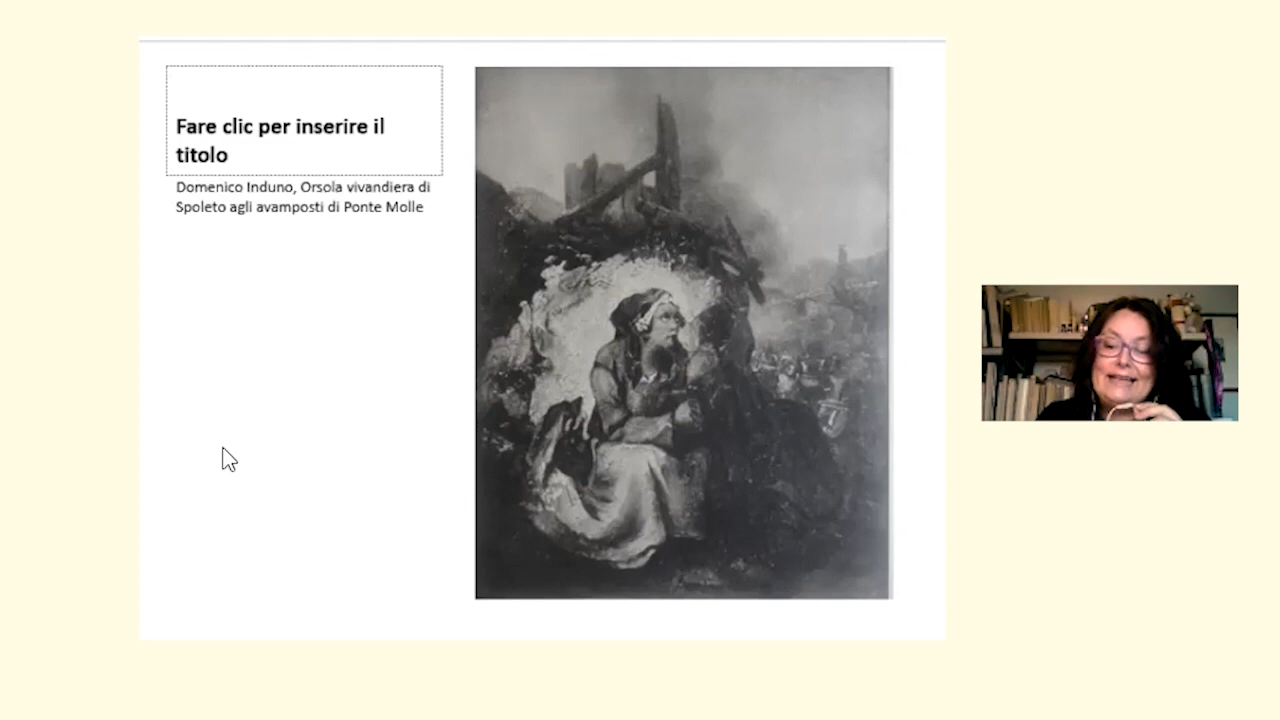 Fare clic per inserire il
titolo
Domenico Induno, Orsola vivandiera di
Spoleto agli avamposti di Ponte Molle